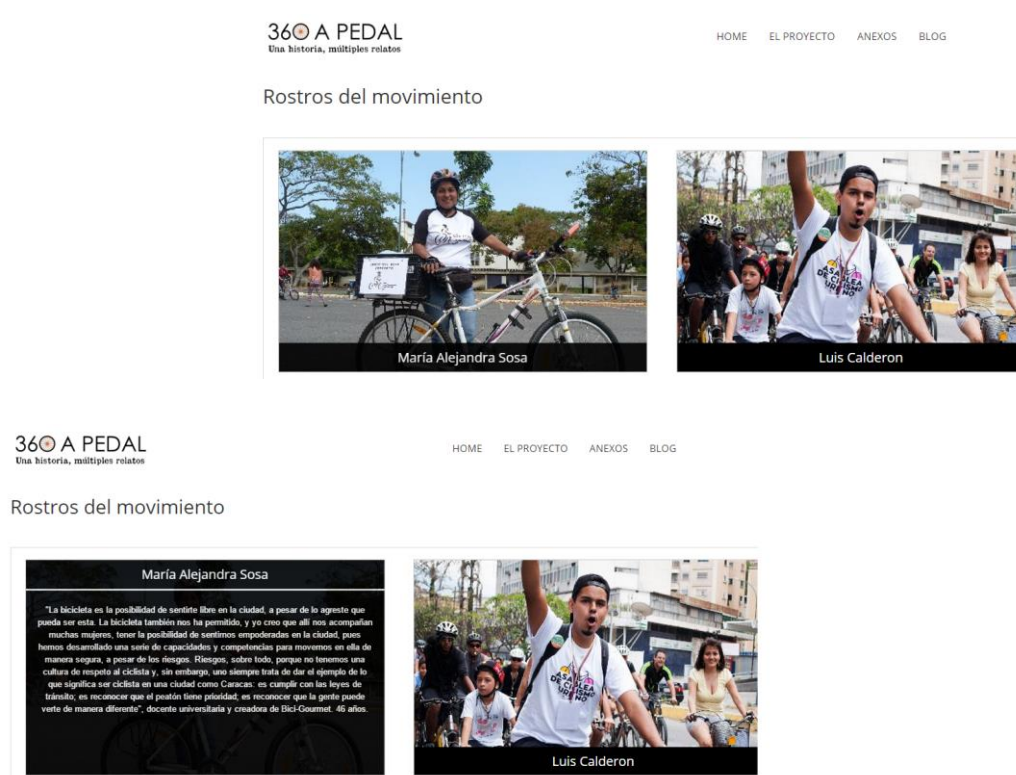 360 A PEDAL
Una historia, múltiples relatos
HOME EL PROYECTO ANEXOS BLOG
Rostros del movimiento
ASALEA
DE CICLISMO
URBANO
María Alejandra Sosa
Luis Calderon
360 A PEDAL
Una historia, múltiples relatos
HOME EL PROYECTO ANEXOS BLOG
Rostros del movimiento
María Alejandra Sosa
"La bicicleta es la posibilidad de sentirte libre en la ciudad, a pesar de lo agreste que
pueda ser esta. La bicicleta también nos ha permitido, y yo creo que allí nos acompañan
muchas mujeres, tener la posibilidad de sentirnos empoderadas en la ciudad, pues
hemos desarrollado una serie de capacidades y competencias para movernos en ella de
manera segura, a pesar de los riesgos. Riesgos, sobre todo, porque no tenemos una
cultura de respeto al ciclista y, sin embargo, uno siempre trata de dar el ejemplo de lo
que significa ser ciclista en una ciudad como Caracas: es cumplir con las leyes de
tránsito; es reconocer que el peatón tiene prioridad; es reconocer que la gente puede
verte de manera diferente", docente universitaria y creadora de Bici-Gourmet. 46 años.
ASALEA
DE CICLISMO
URBANO
Luis Calderon